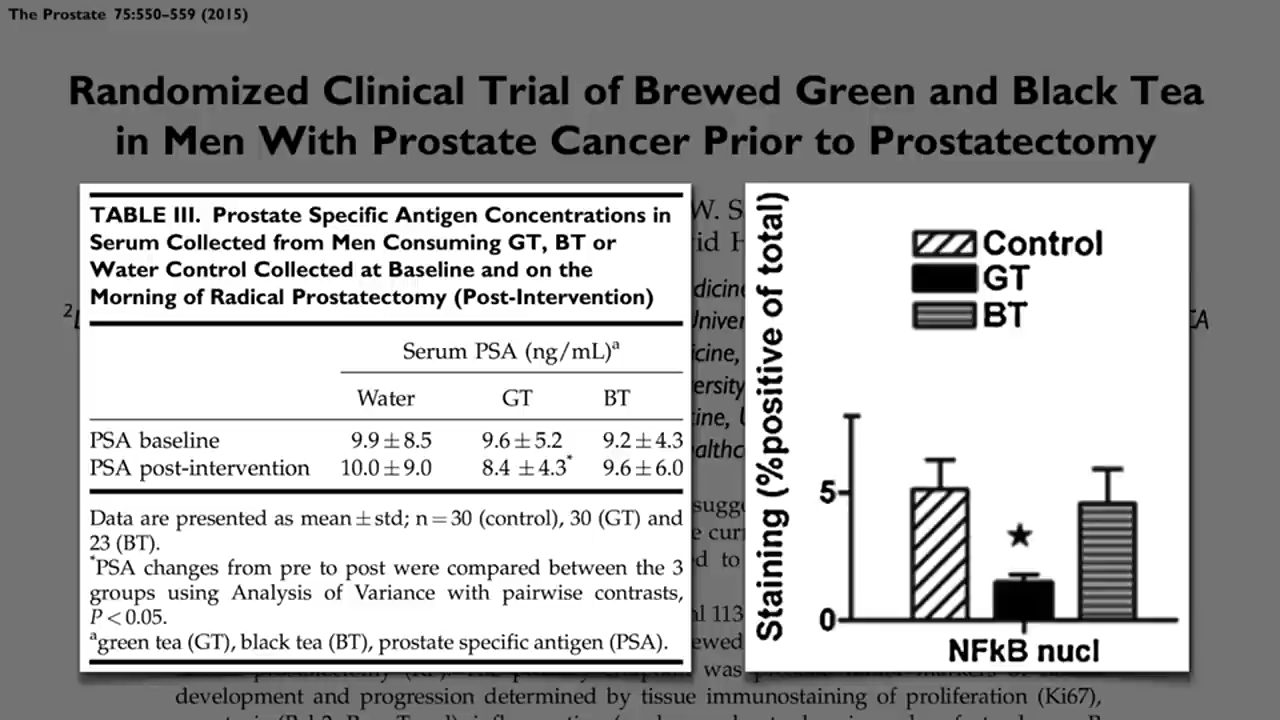 The Prostate 75:550–559 (2015)
Randomized Clinical Trial of Brewed Green and Black Tea
in Men With Prostate Cancer Prior to Prostatectomy
TABLE III. Prostate Specific Antigen Concentrations in
Serum Collected from Men Consuming GT, BT or
Water Control Collected at Baseline and on the
Morning of Radical Prostatectomy (Post-Intervention)
Serum PSA (ng/mL)ᵃ
Water GT BT
PSA baseline 9.9 ± 8.5 9.6 ± 5.2 9.2 ± 4.3
PSA post-intervention 10.0 ± 9.0 8.4 ± 4.3* 9.6 ± 6.0
Data are presented as mean ± std; n = 30 (control), 30 (GT) and
23 (BT).
*PSA changes from pre to post were compared between the 3
groups using Analysis of Variance with pairwise contrasts,
P < 0.05.
ᵃgreen tea (GT), black tea (BT), prostate specific antigen (PSA).
Staining (%positive of total)
Control
GT
BT
5
0
NFkB nucl
development and progression determined by tissue immunostaining of proliferation (Ki67),